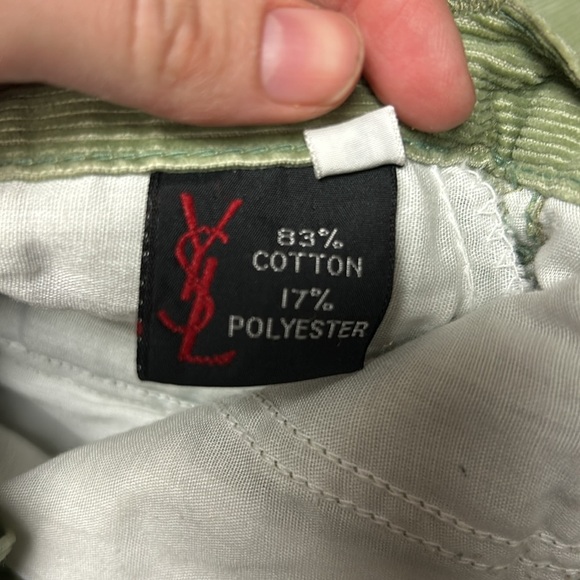 YSL
83%
COTTON
17%
POLYESTER